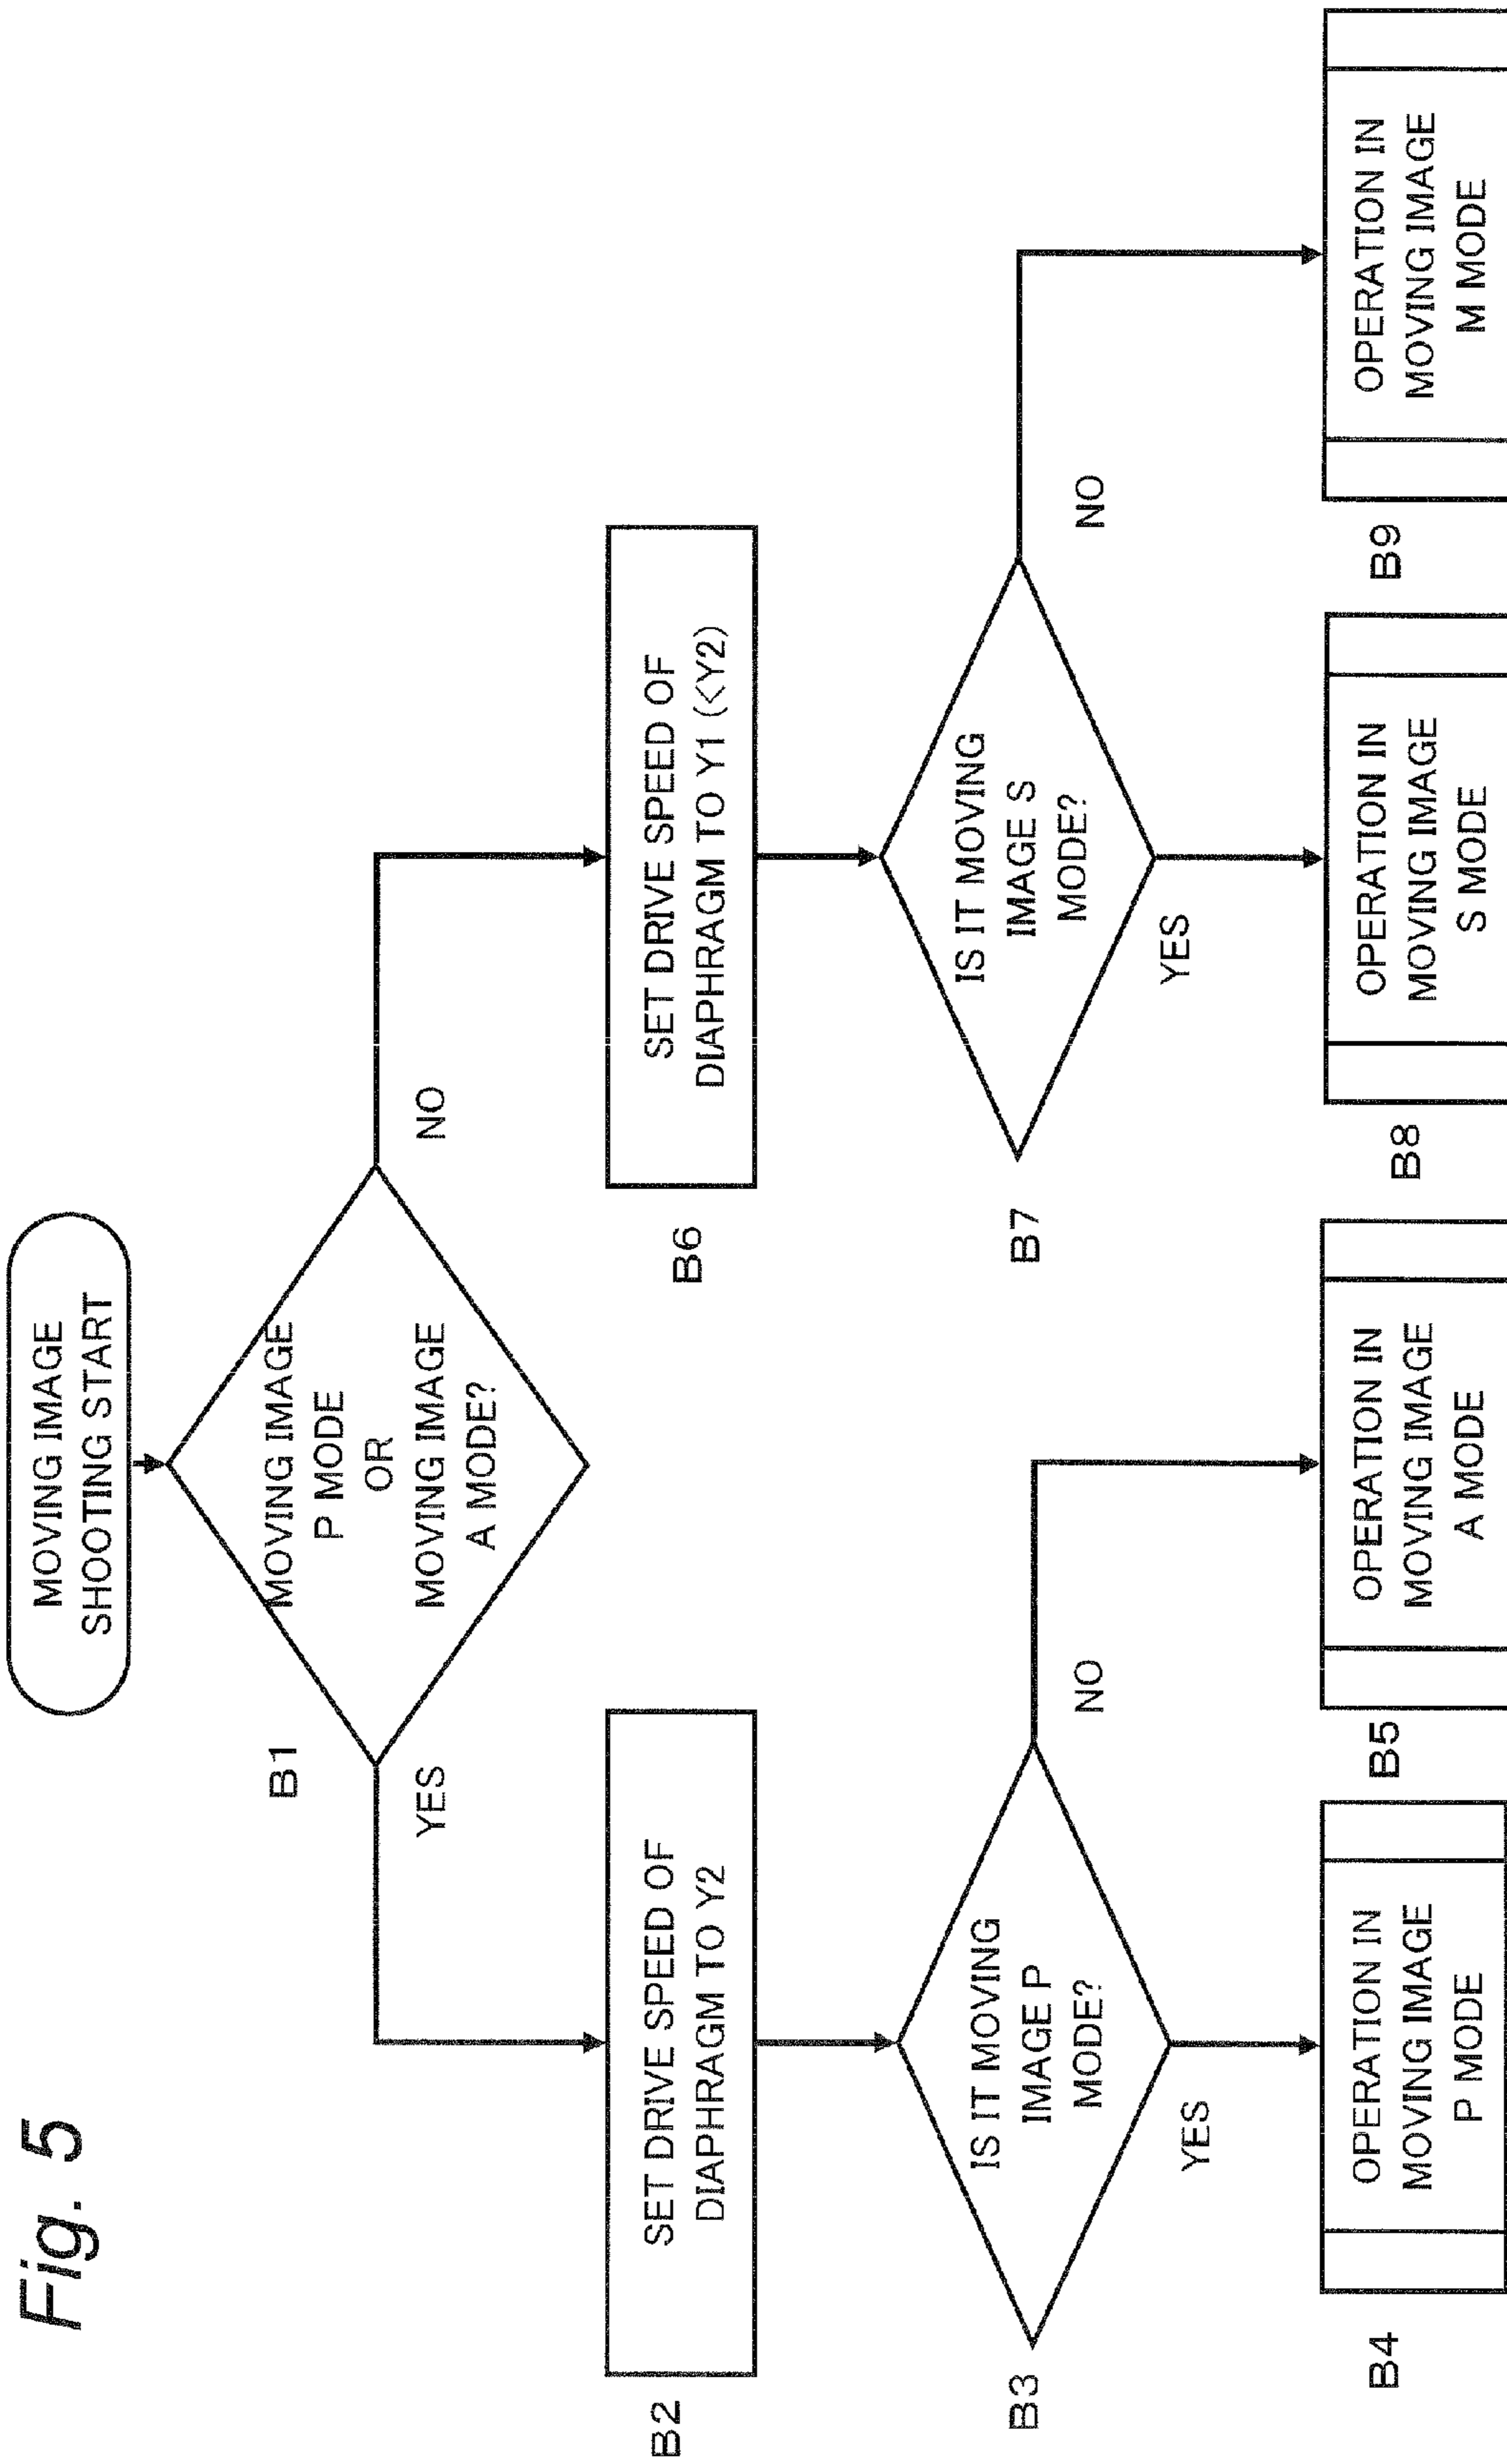 Fig. 5
MOVING IMAGE
SHOOTING START
B1
MOVING IMAGE
P MODE
OR
MOVING IMAGE
A MODE?
YES
NO
B2
SET DRIVE SPEED OF
DIAPHRAGM TO Y2
B6
SET DRIVE SPEED OF
DIAPHRAGM TO Y1 (<Y2)
B3
IS IT MOVING
IMAGE P
MODE?
YES
NO
B7
IS IT MOVING
IMAGE S
MODE?
YES
NO
B4
OPERATION IN
MOVING IMAGE
P MODE
B5
OPERATION IN
MOVING IMAGE
A MODE
B8
OPERATION IN
MOVING IMAGE
S MODE
B9
OPERATION IN
MOVING IMAGE
M MODE